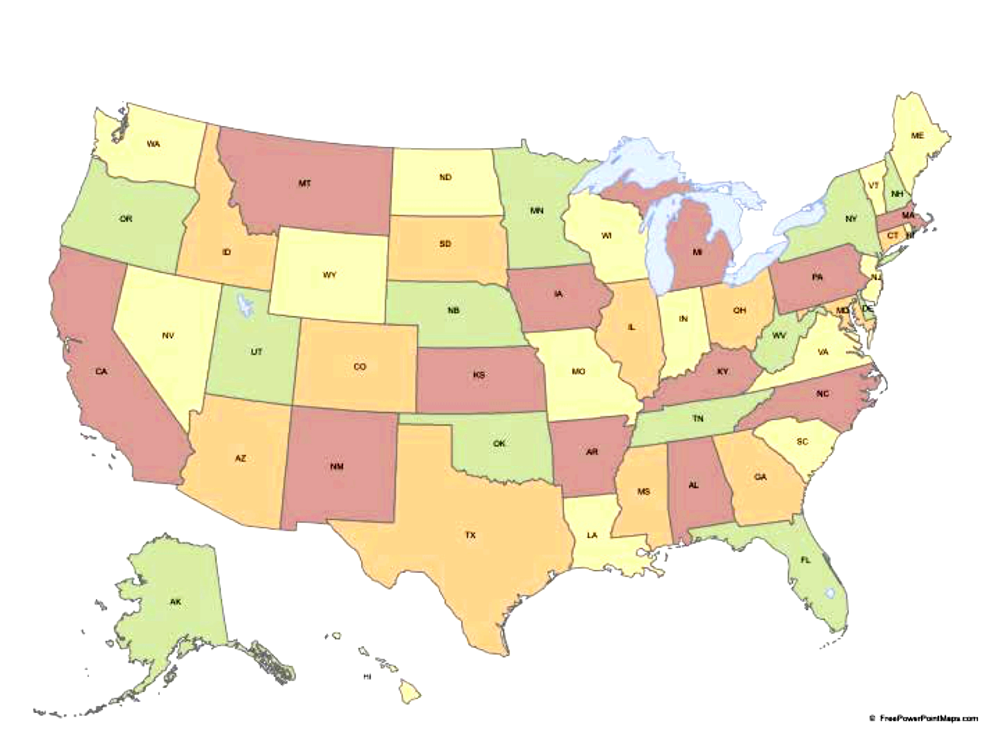 ME
WA
ND
MT
VT
NH
MN
MA
OR
NY
WI
CT
RI
SD
ID
MI
WY
PA
NJ
IA
NB
OH
MD
DE
IN
IL
NV
WV
UT
VA
CO
CA
KS
MO
KY
NC
TN
SC
OK
AR
AZ
NM
GA
AL
MS
TX
LA
FL
AK
HI
© FreePowerPointMaps.com